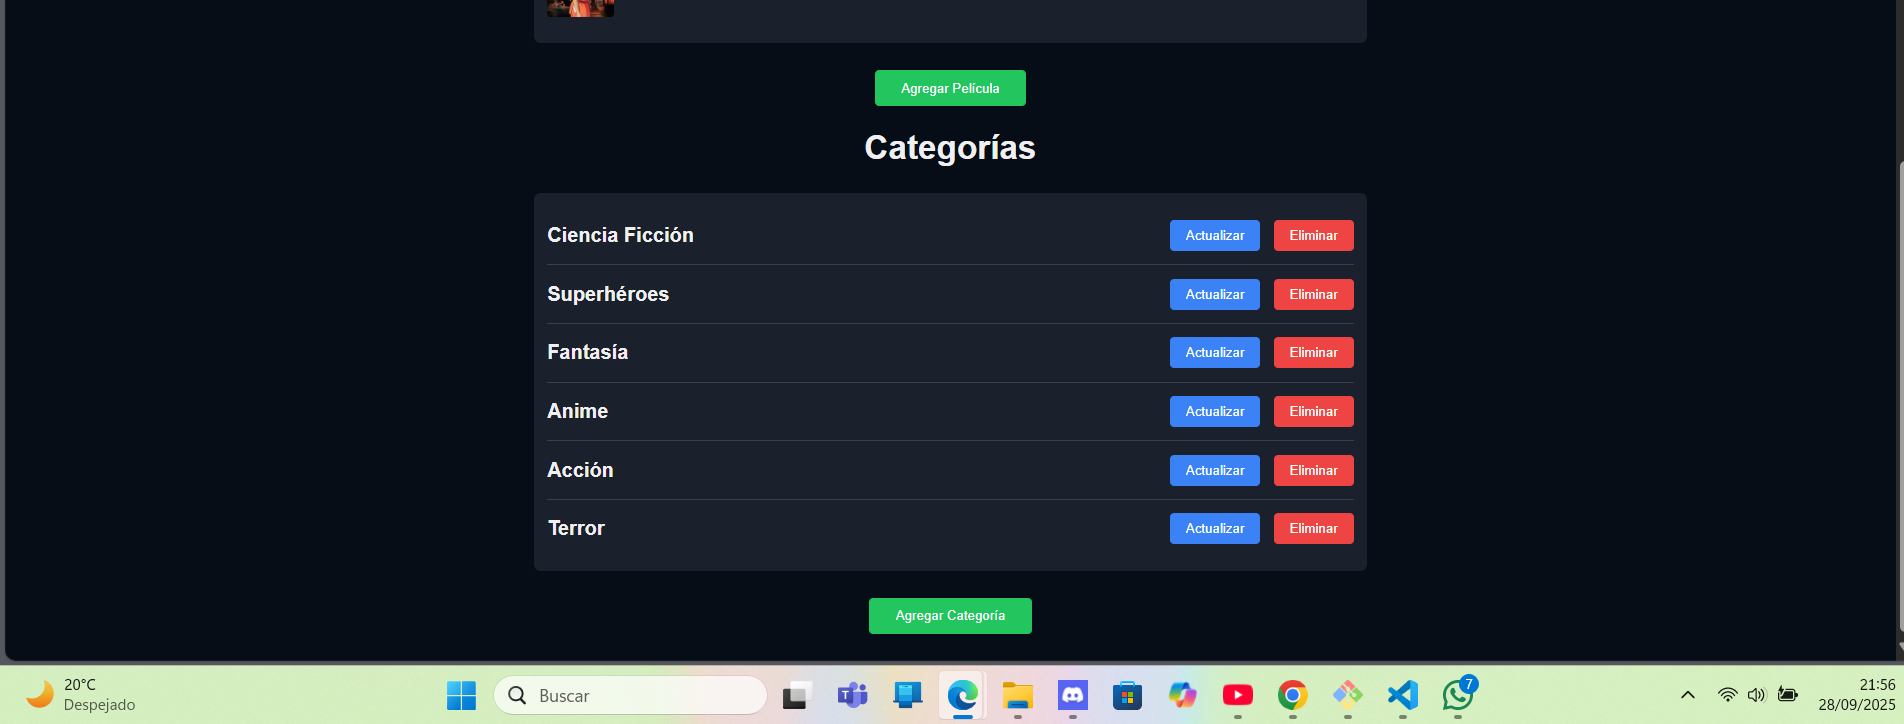 Agregar Película
Categorías
Ciencia Ficción Actualizar Eliminar
Superhéroes Actualizar Eliminar
Fantasía Actualizar Eliminar
Anime Actualizar Eliminar
Acción Actualizar Eliminar
Terror Actualizar Eliminar
Agregar Categoría
20°C
Despejado
Buscar
T
7
21:56
28/09/2025